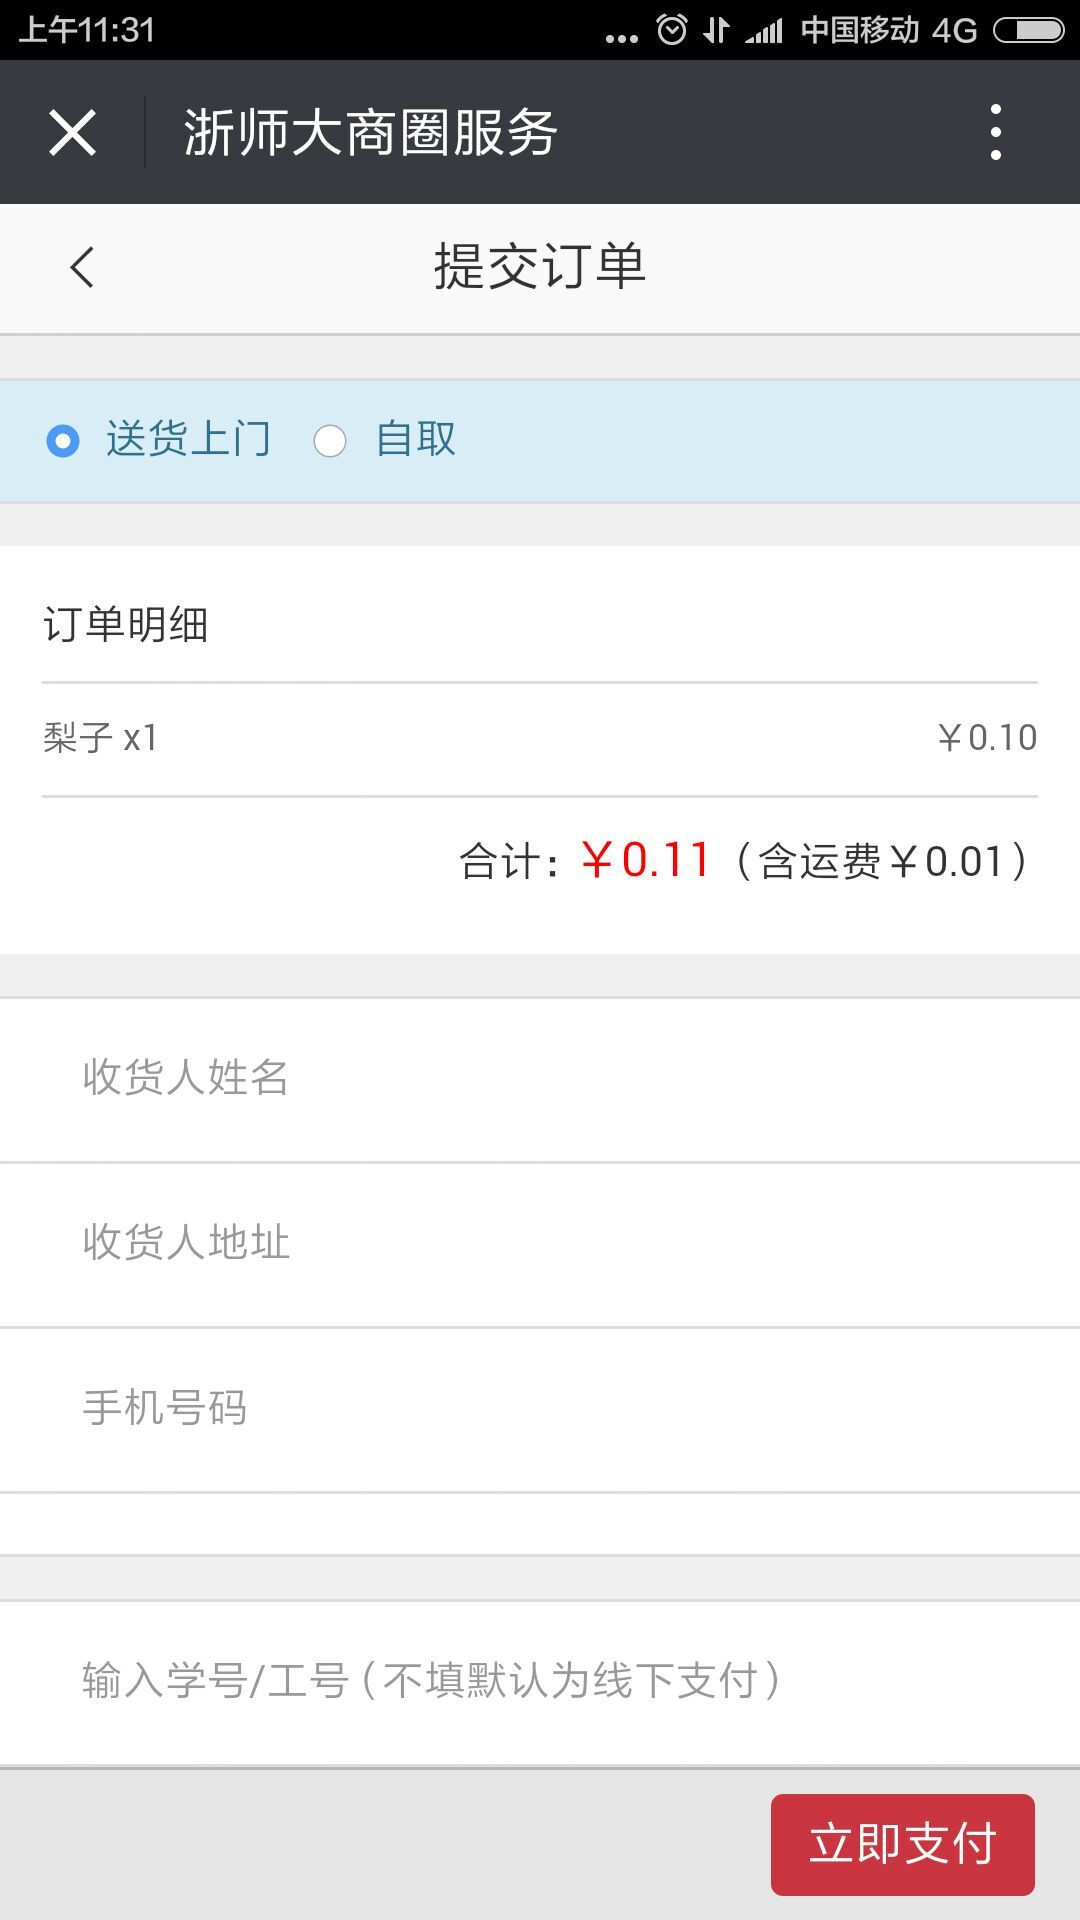 上午11:31 ... 中国移动 4G
浙师大商圈服务
提交订单
送货上门 自取
订单明细
梨子 x1 ￥0.10
合计：￥0.11（含运费￥0.01）
收货人姓名
收货人地址
手机号码
输入学号/工号（不填默认为线下支付）
立即支付